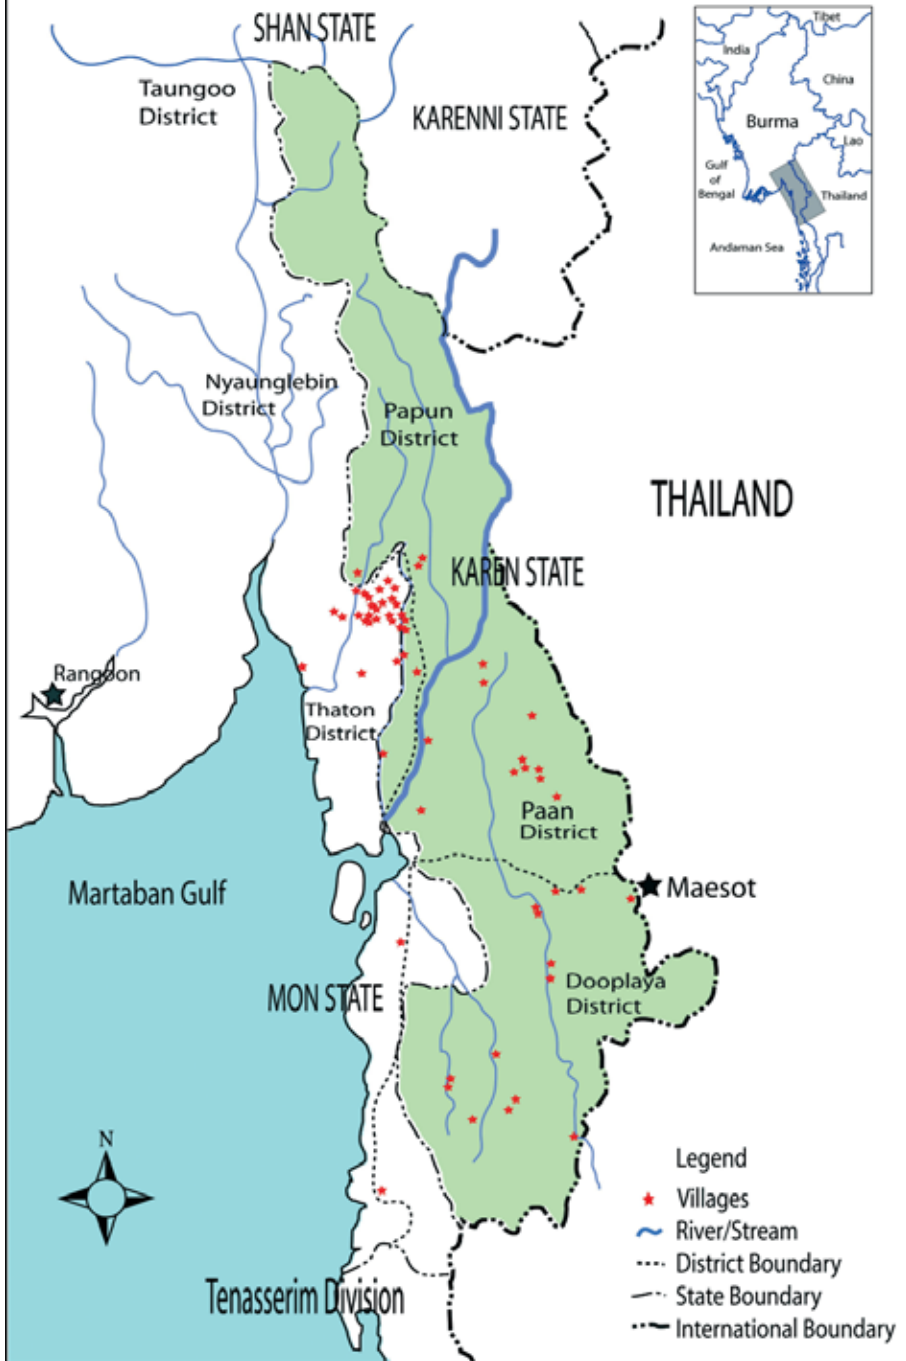 SHAN STATE
Taungoo
District
KARENNI STATE
Tibet
India
China
Burma
Lao
Gulf
of
Bengal
Thailand
Andaman Sea
Nyaunglebin
District
Papun
District
THAILAND
KAREN STATE
Rangoon
Thaton
District
Paan
District
Martaban Gulf
Maesot
MON STATE
Dooplaya
District
N
Legend
Villages
River/Stream
District Boundary
State Boundary
International Boundary
Tenasserim Division